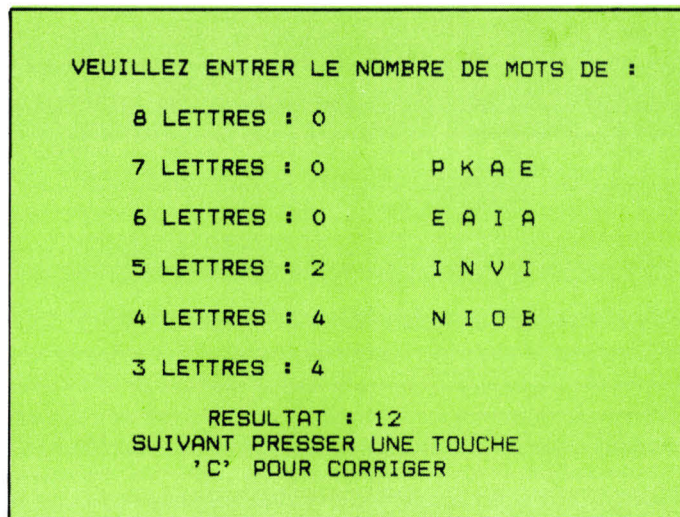 VEUILLEZ ENTRER LE NOMBRE DE MOTS DE :
8 LETTRES : 0
7 LETTRES : 0 P K A E
6 LETTRES : 0 E A I A
5 LETTRES : 2 I N V I
4 LETTRES : 4 N I O B
3 LETTRES : 4
RESULTAT : 12
SUIVANT PRESSER UNE TOUCHE
'C' POUR CORRIGER